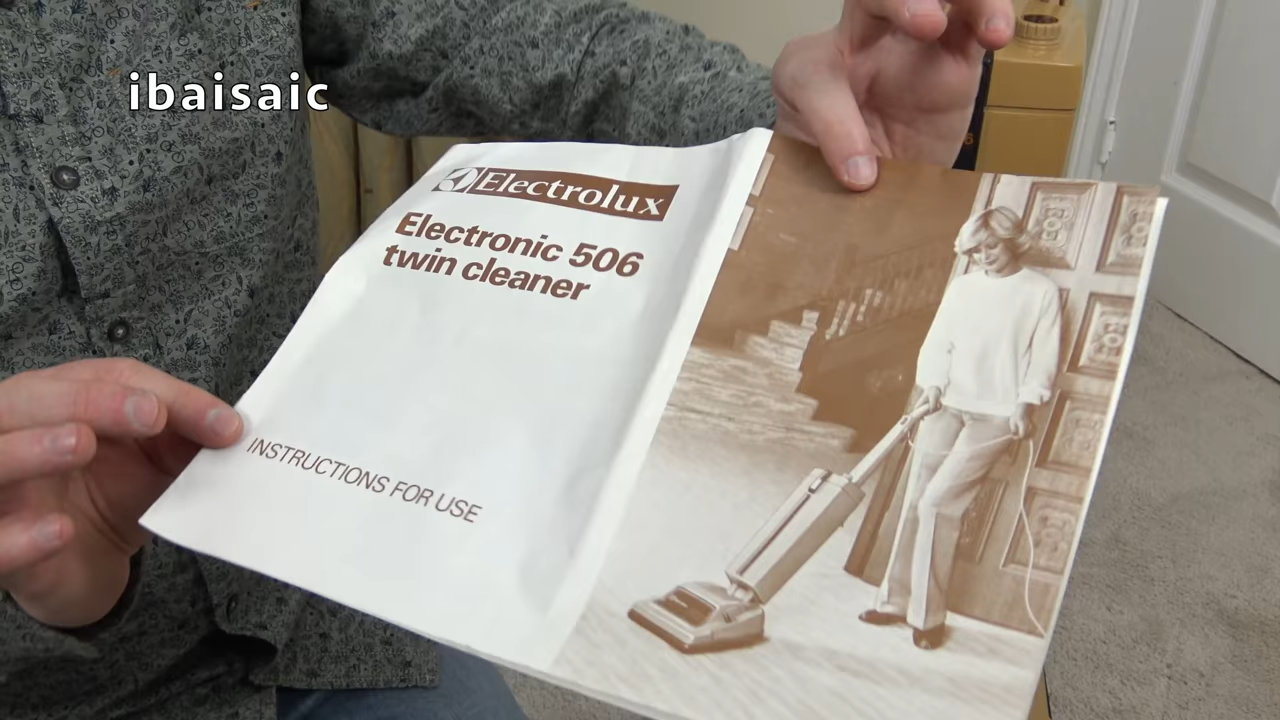 ibaisaic
Electrolux
Electronic 506
twin cleaner
INSTRUCTIONS FOR USE